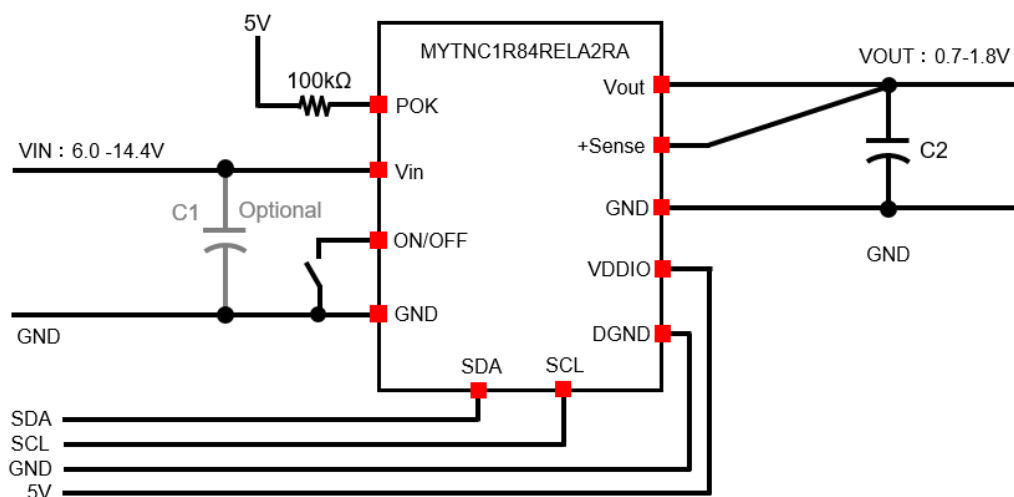 5V
MYTNC1R84RELA2RA
VOUT：0.7-1.8V
100kΩ
POK
Vout
VIN：6.0 -14.4V
+Sense
C2
Vin
C1
Optional
GND
ON/OFF
VDDIO
GND
GND
GND
DGND
SDA
SCL
SDA
SCL
GND
5V